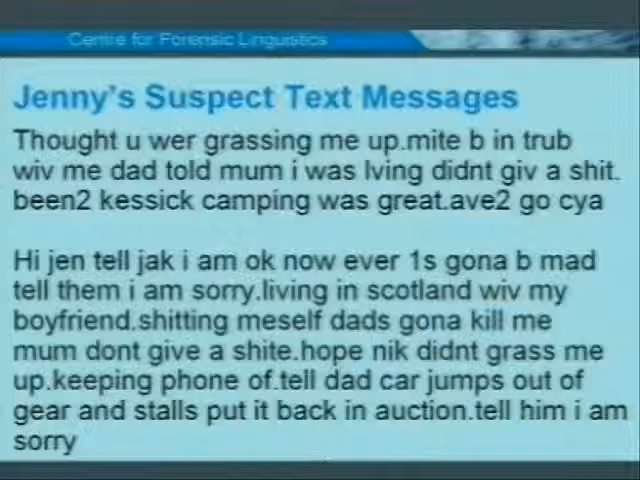 Centre for Forensic Linguistics
Jenny's Suspect Text Messages
Thought u wer grassing me up.mite b in trub
wiv me dad told mum i was lving didnt giv a shit.
been2 kessick camping was great.ave2 go cya
Hi jen tell jak i am ok now ever 1s gona b mad
tell them i am sorry.living in scotland wiv my
boyfriend.shitting meself dads gona kill me
mum dont give a shite.hope nik didnt grass me
up.keeping phone of.tell dad car jumps out of
gear and stalls put it back in auction.tell him i am
sorry